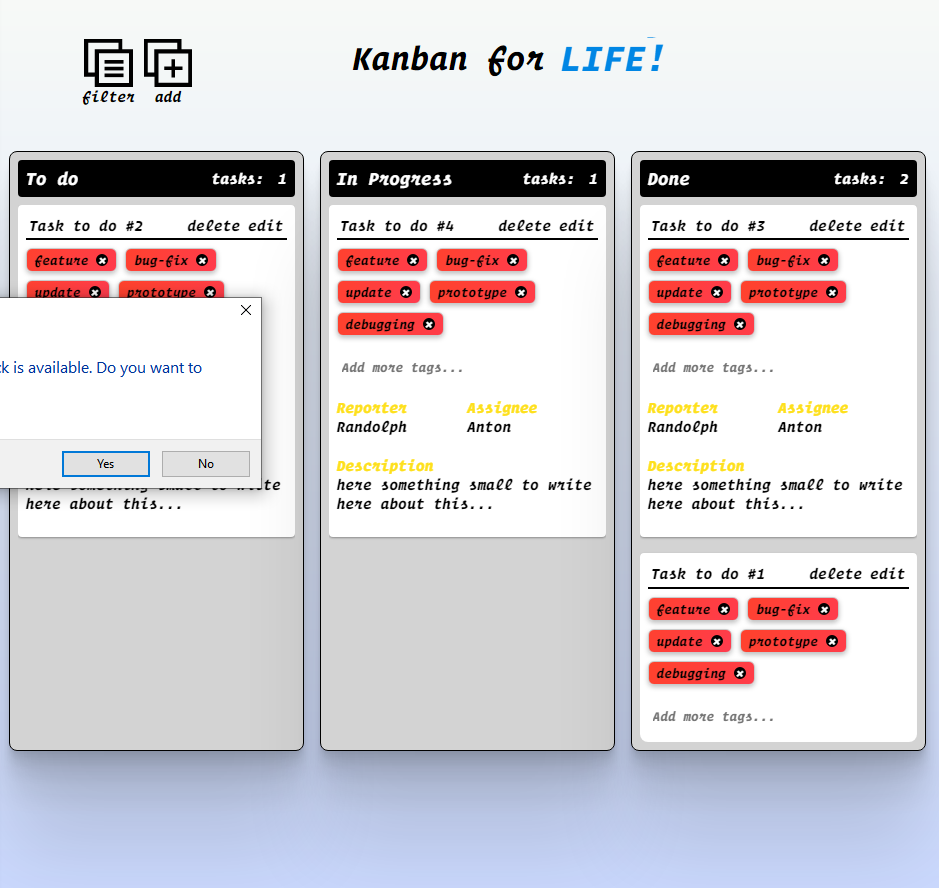 Kanban for LIFE!
filter add
To do tasks: 1
Task to do #2 delete edit
feature bug-fix
update prototype
is available. Do you want to
Yes No
here something small to write
here about this...
In Progress tasks: 1
Task to do #4 delete edit
feature bug-fix
update prototype
debugging
Add more tags...
Reporter Assignee
Randolph Anton
Description
here something small to write
here about this...
Done tasks: 2
Task to do #3 delete edit
feature bug-fix
update prototype
debugging
Add more tags...
Reporter Assignee
Randolph Anton
Description
here something small to write
here about this...
Task to do #1 delete edit
feature bug-fix
update prototype
debugging
Add more tags...